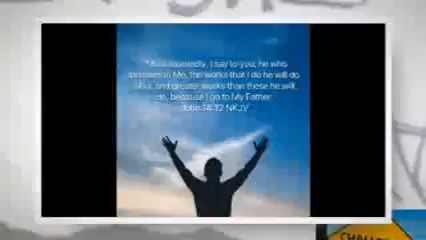 assuredly, I say to you, he who
believes in Me, the works that I do he will do
also; and greater works than these he will
do, because I go to My Father.
John 14:12 NKJV